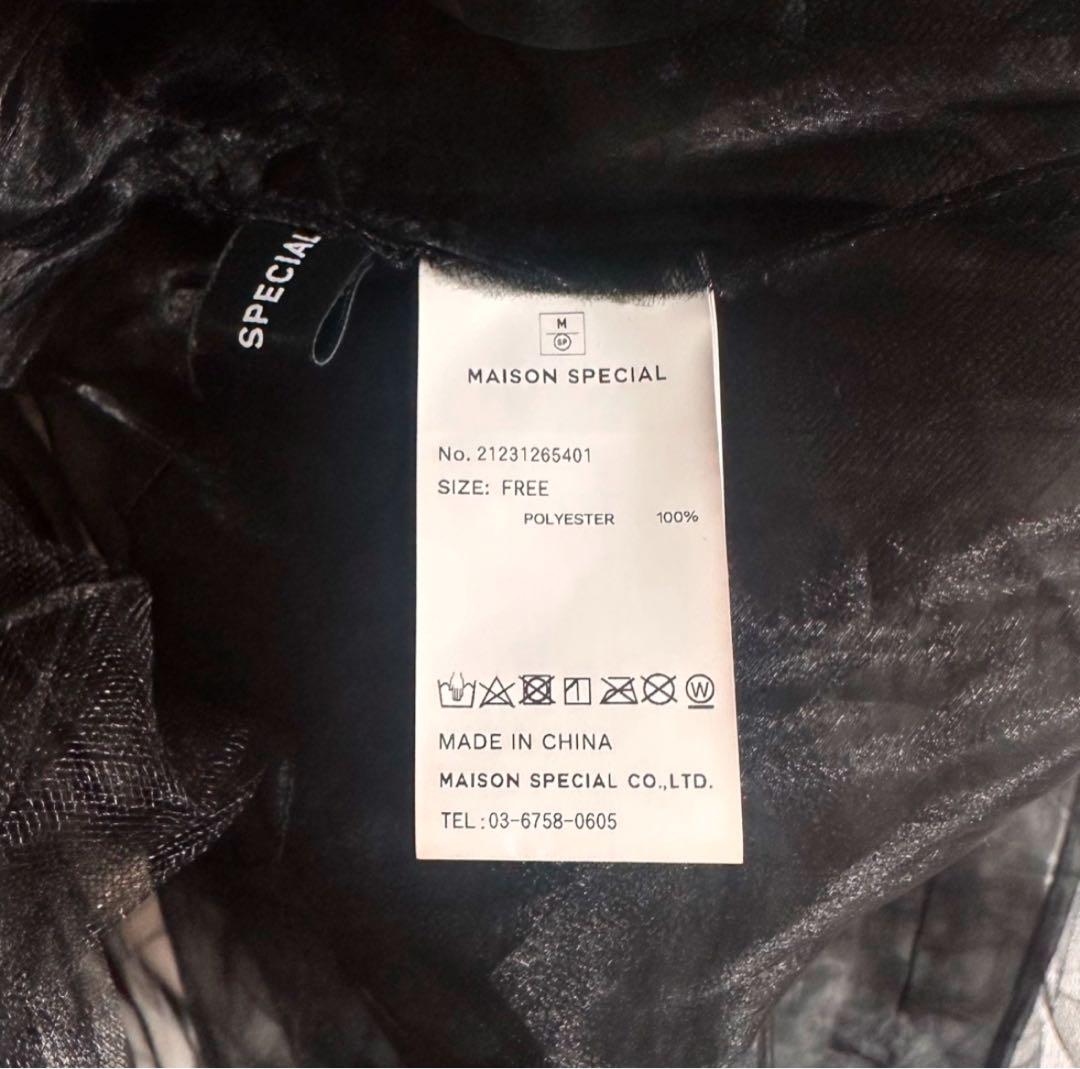 SPECIAL
M
SP
MAISON SPECIAL
No. 21231265401
SIZE: FREE
POLYESTER 100%
W
MADE IN CHINA
MAISON SPECIAL CO.,LTD.
TEL:03-6758-0605